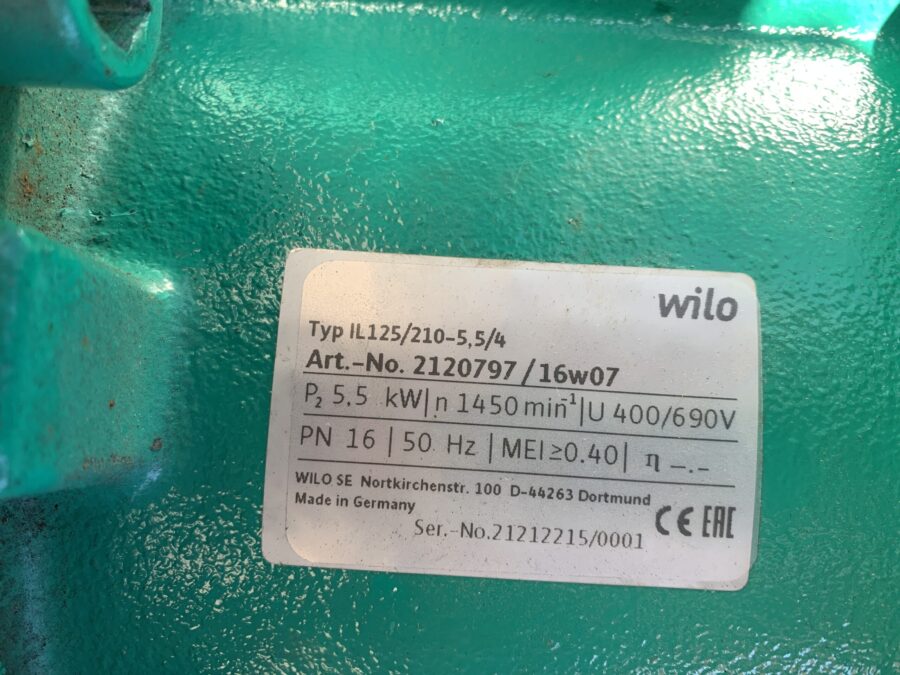 wilo
Typ IL125/210-5,5/4
Art.-No. 2120797/16w07
P₂ 5.5 kW|n 1450 min⁻¹|U 400/690V
PN 16 | 50 Hz | MEI ≥0.40| η –.–
WILO SE Nortkirchenstr. 100 D-44263 Dortmund
Made in Germany
CE EAC
Ser.-No.21212215/0001